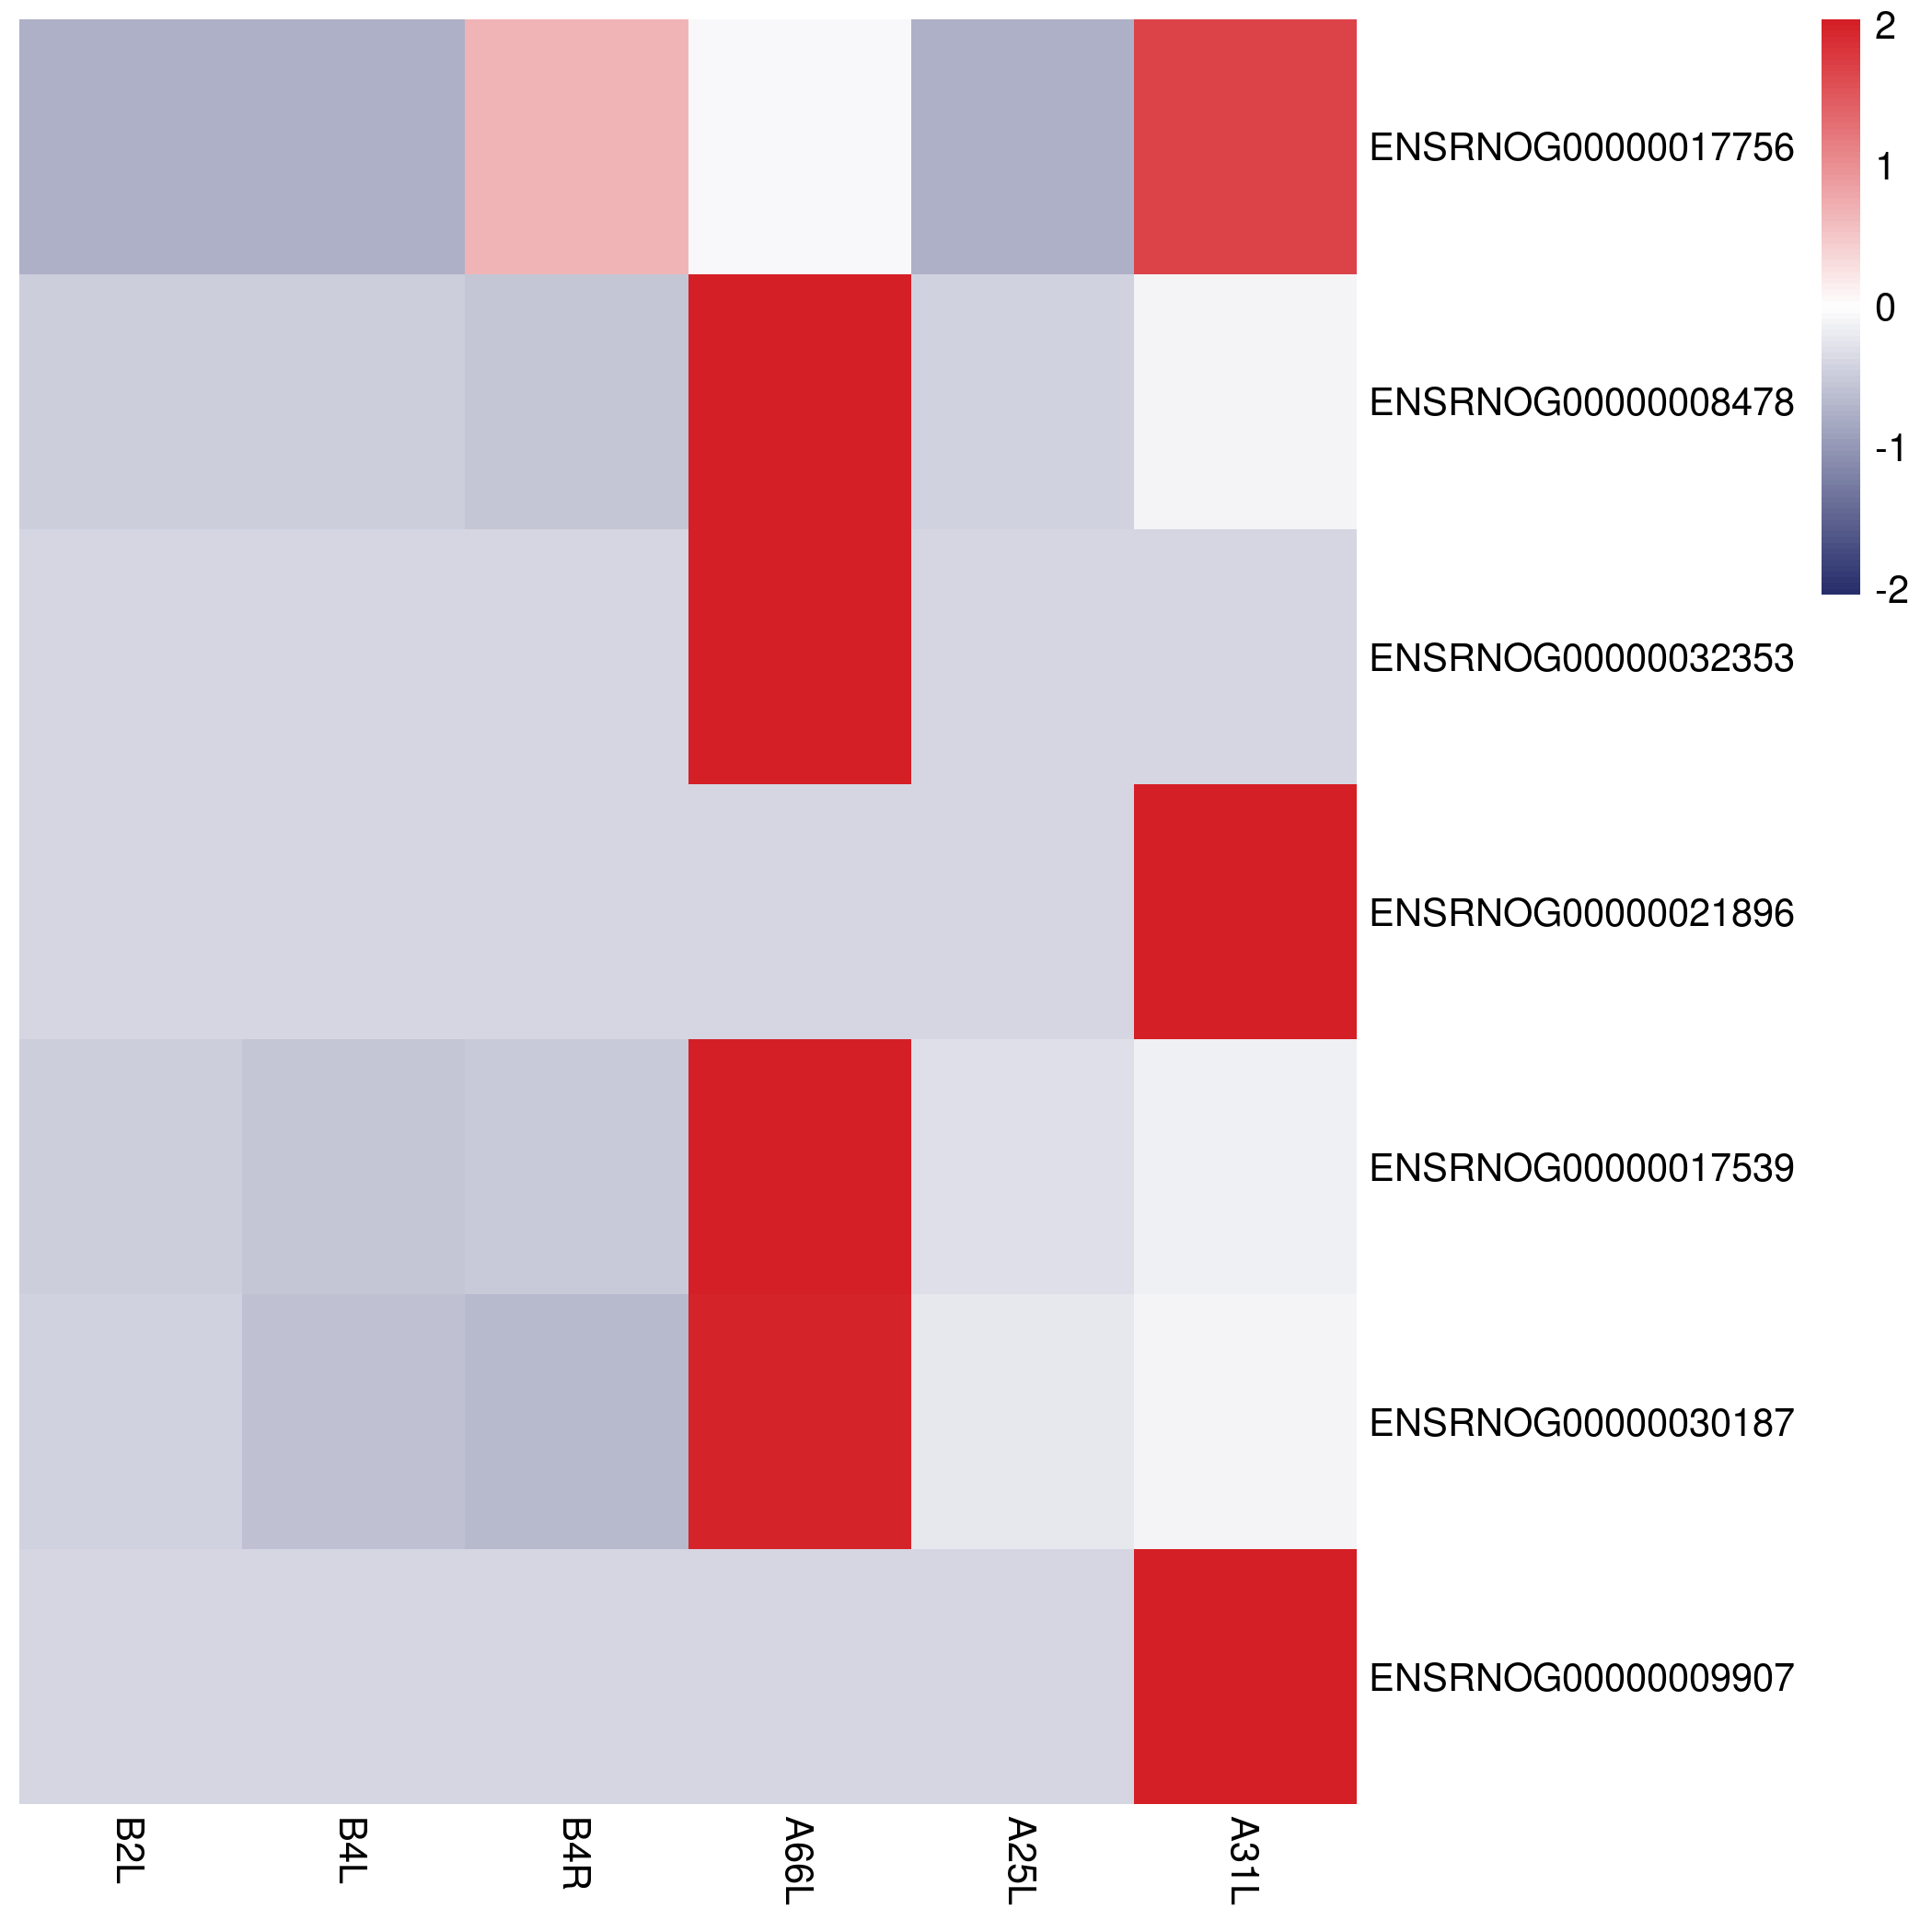 2
1
0
-1
-2
ENSRNOG00000017756
ENSRNOG00000008478
ENSRNOG00000032353
ENSRNOG00000021896
ENSRNOG00000017539
ENSRNOG00000030187
ENSRNOG00000009907
B2L
B4L
B4R
A66L
A25L
A31L